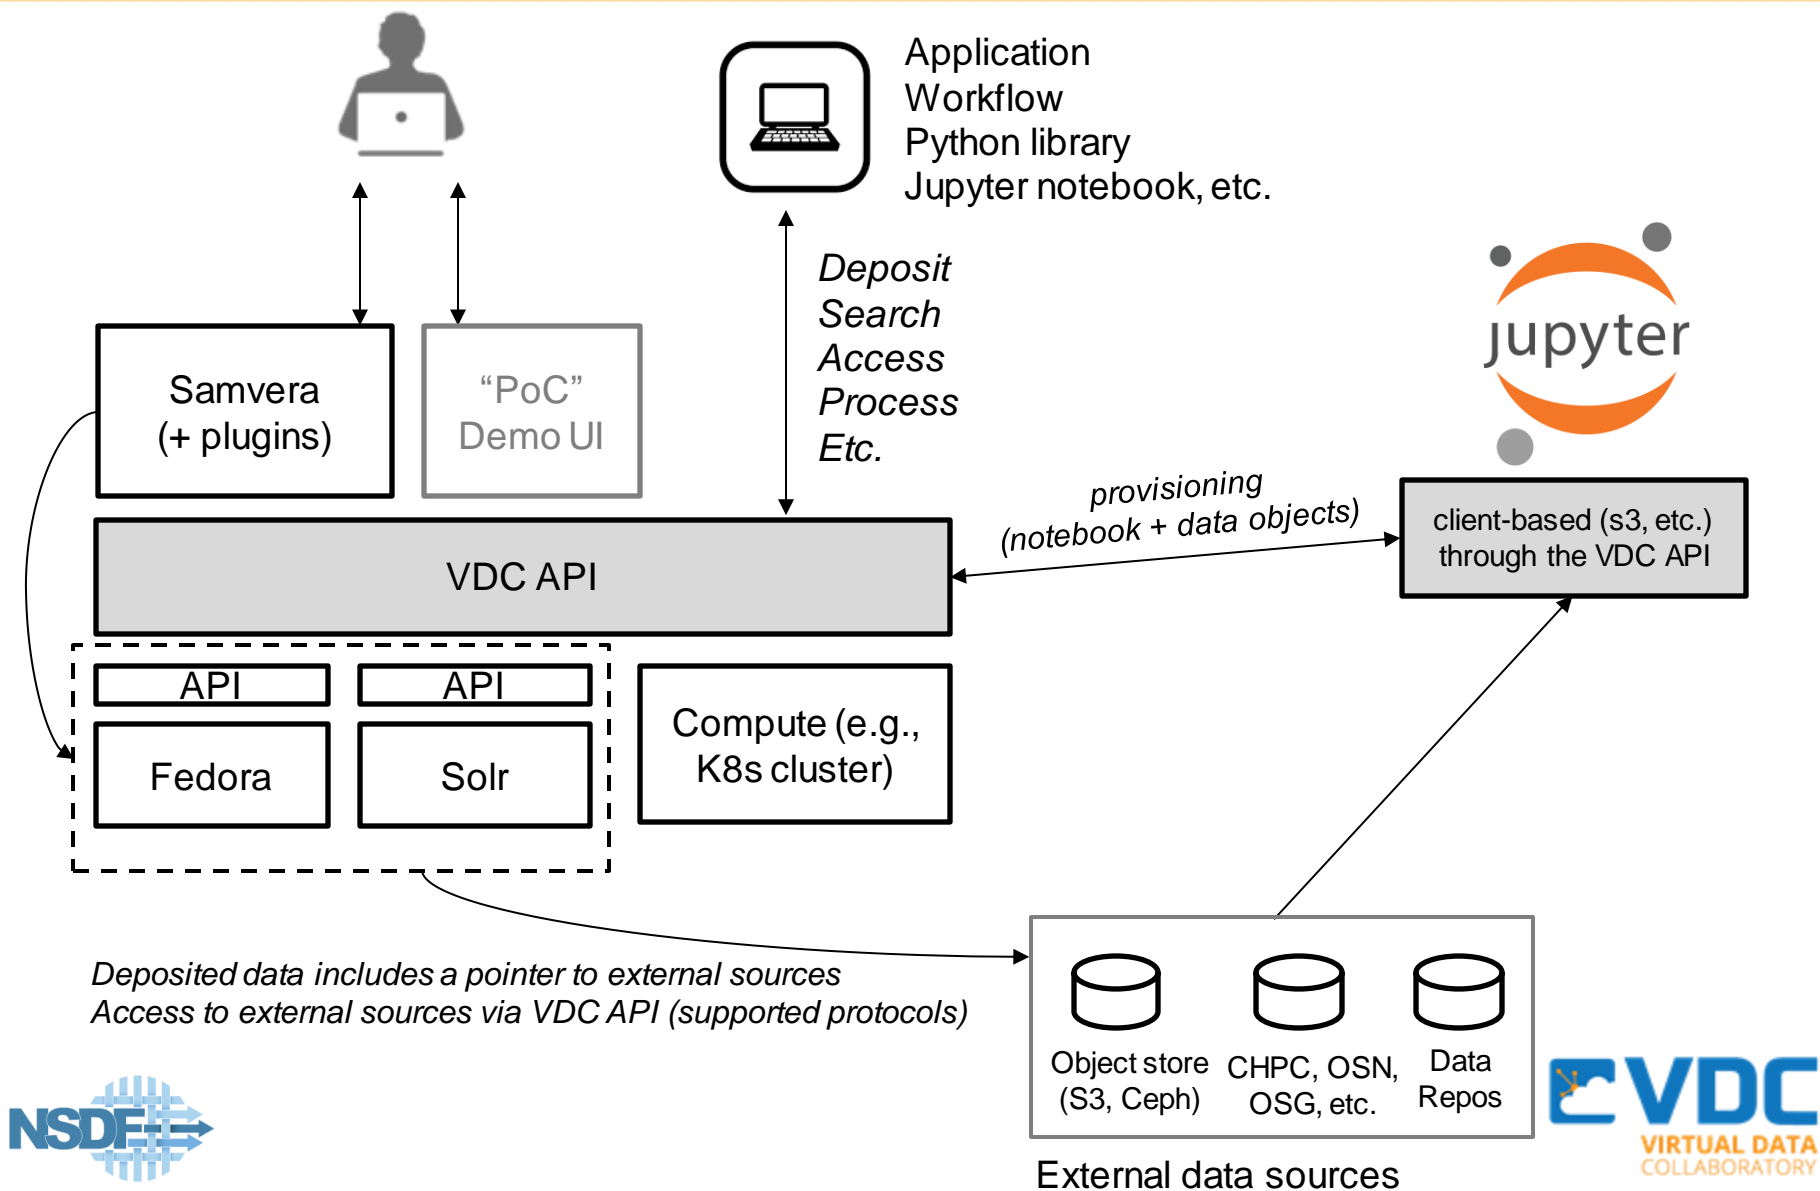 Application
Workflow
Python library
Jupyter notebook, etc.
Deposit
Search
Access
Process
Etc.
jupyter
Samvera
(+ plugins)
“PoC”
Demo UI
provisioning
(notebook + data objects)
client-based (s3, etc.)
through the VDC API
VDC API
API
API
Fedora
Solr
Compute (e.g.,
K8s cluster)
Deposited data includes a pointer to external sources
Access to external sources via VDC API (supported protocols)
Object store
(S3, Ceph)
CHPC, OSN,
OSG, etc.
Data
Repos
External data sources
NSDF
VDC
VIRTUAL DATA
COLLABORATORY